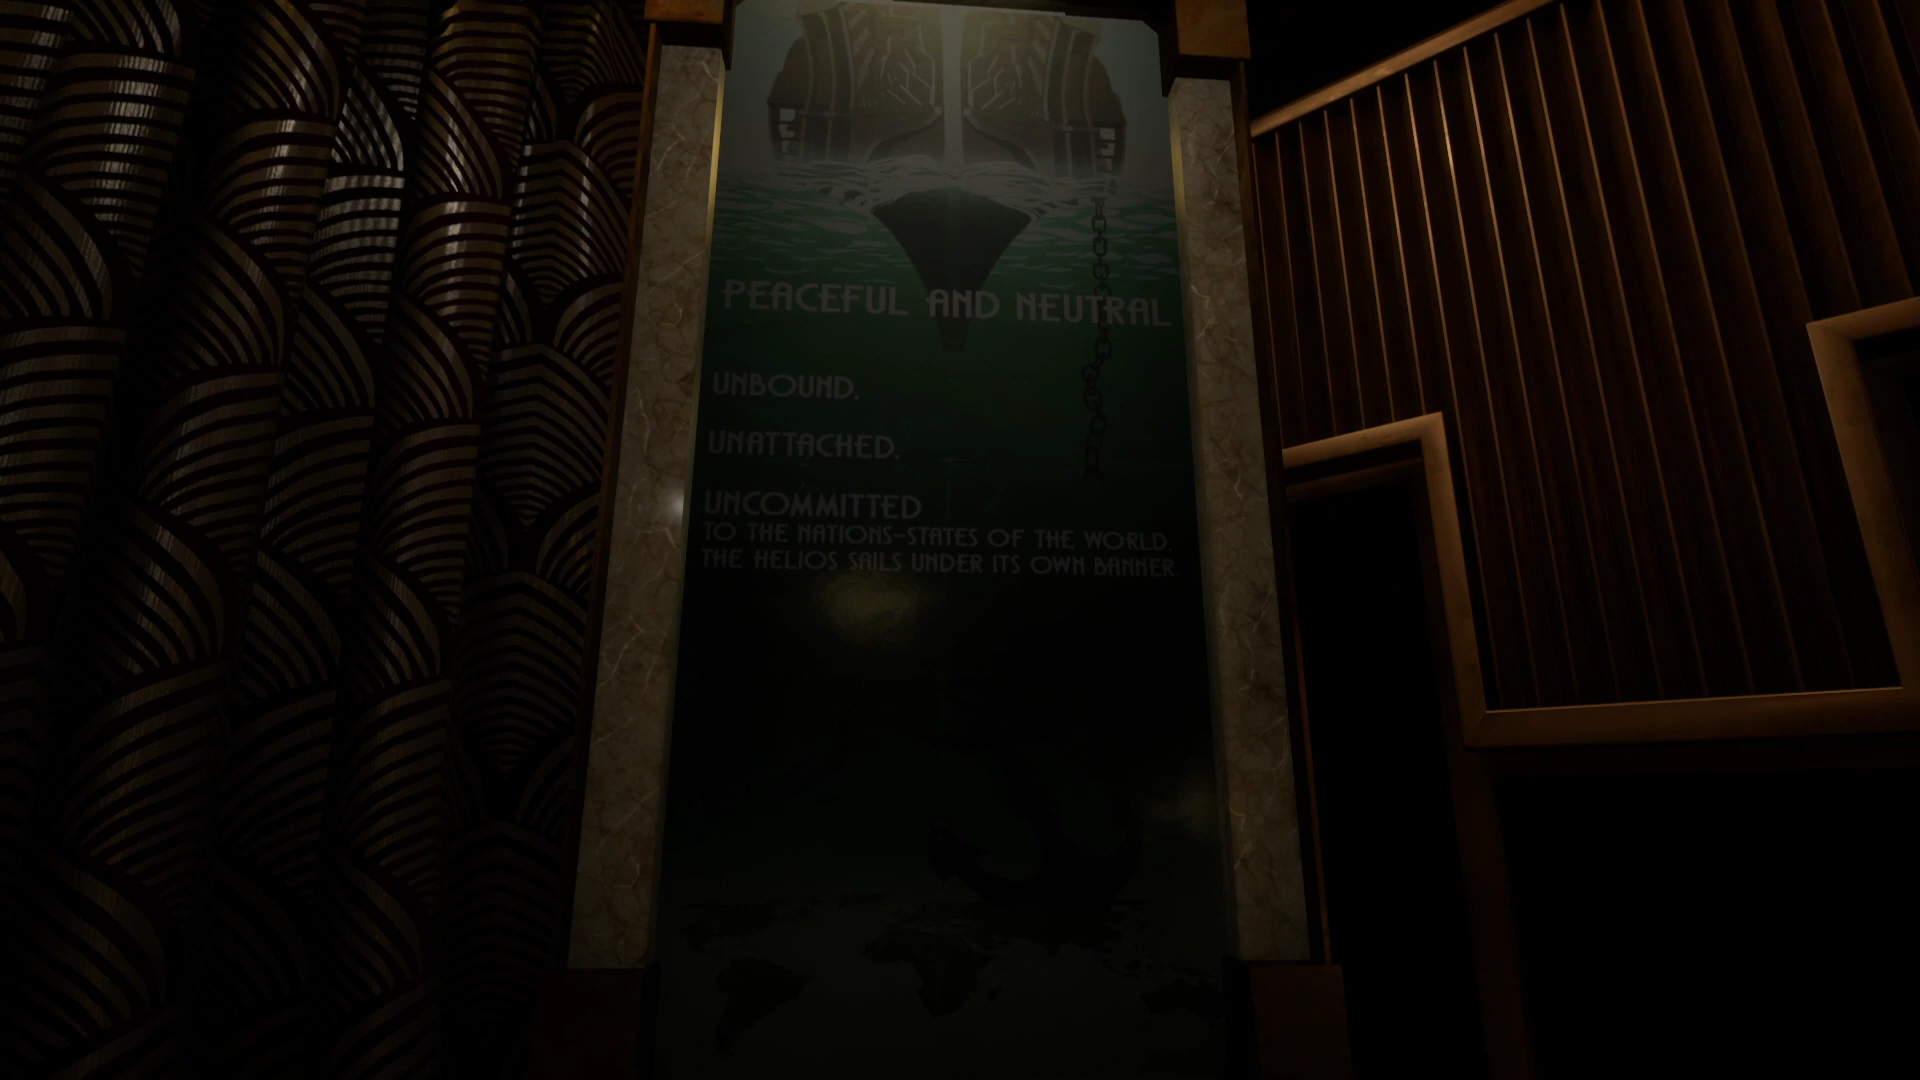 PEACEFUL AND NEUTRAL
UNBOUND.
UNATTACHED.
UNCOMMITTED
TO THE NATIONS-STATES OF THE WORLD.
THE HELIOS SAILS UNDER ITS OWN BANNER.